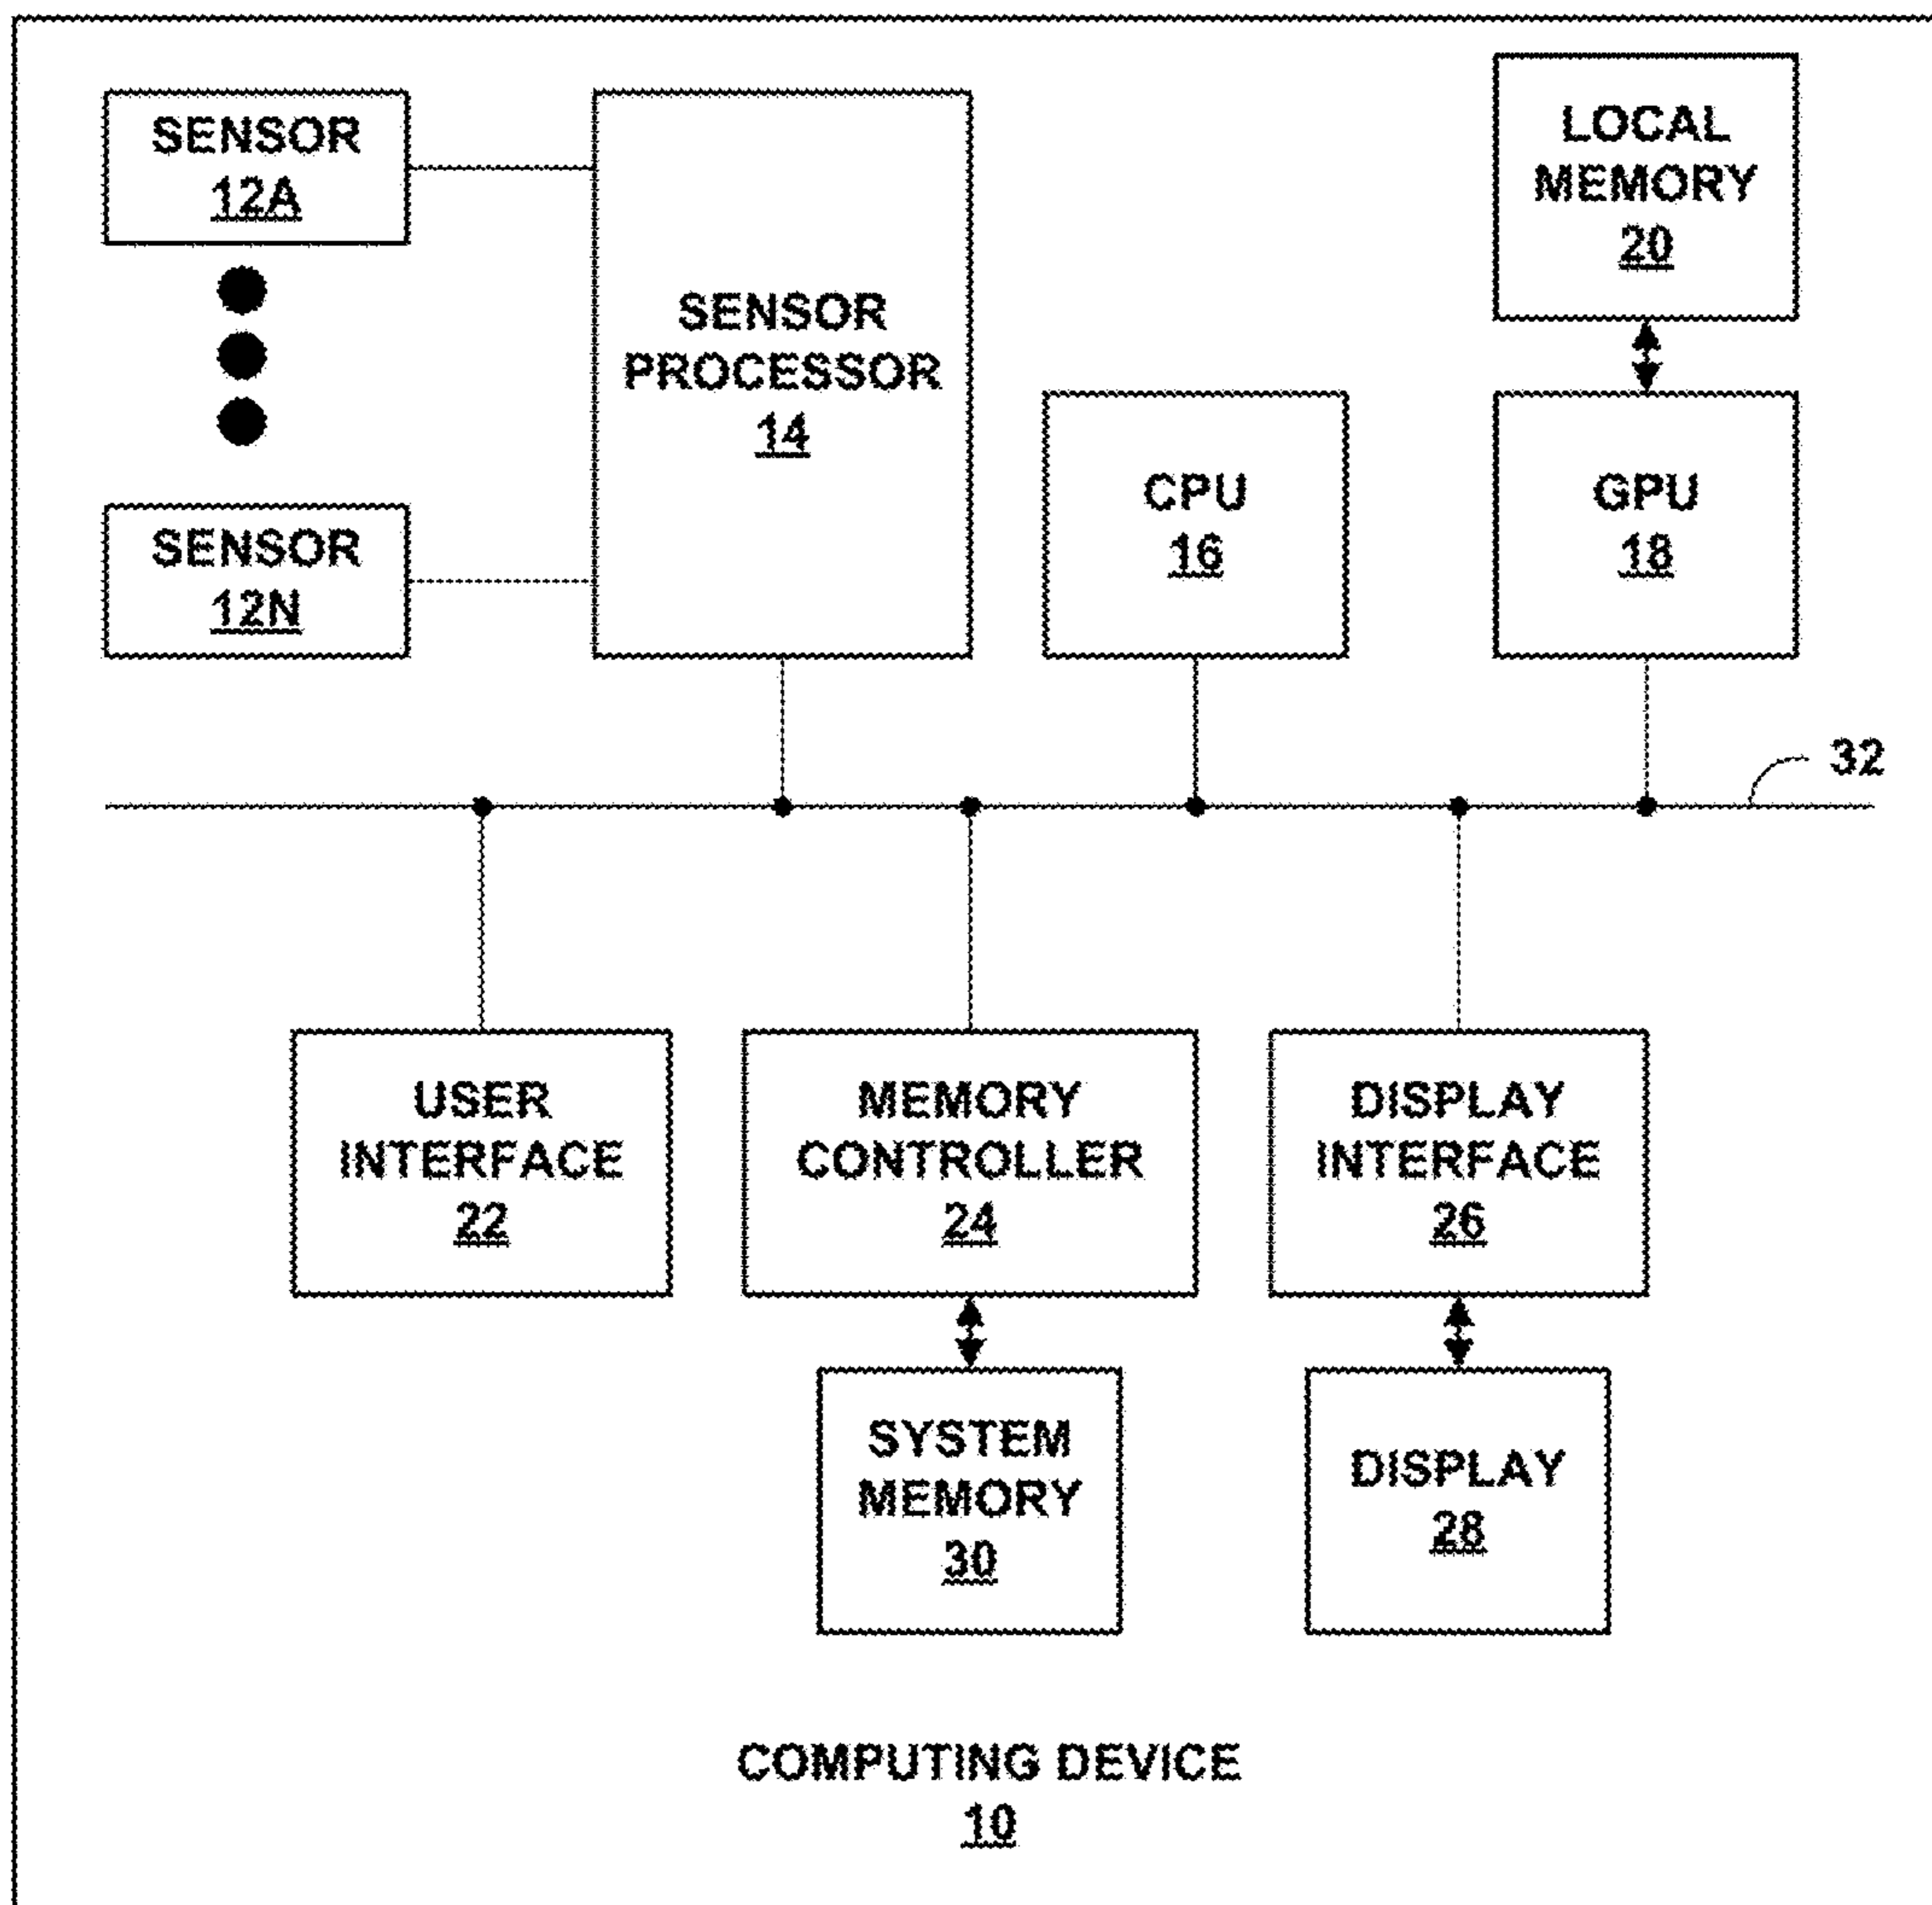 SENSOR
12A
SENSOR
12N
SENSOR
PROCESSOR
14
CPU
16
LOCAL
MEMORY
20
GPU
18
32
USER
INTERFACE
22
MEMORY
CONTROLLER
24
DISPLAY
INTERFACE
26
SYSTEM
MEMORY
30
DISPLAY
28
COMPUTING DEVICE
10